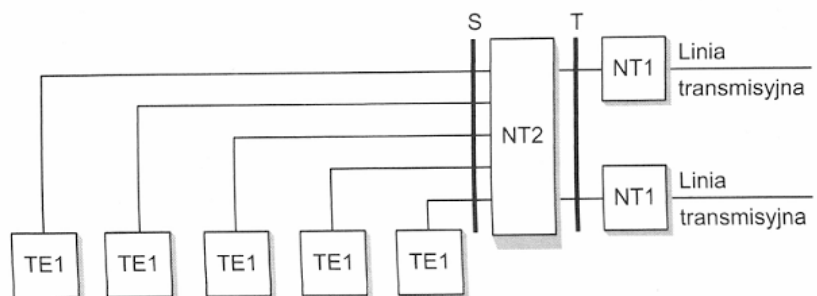 S
T
NT1
Linia
transmisyjna
NT2
NT1
Linia
transmisyjna
TE1
TE1
TE1
TE1
TE1